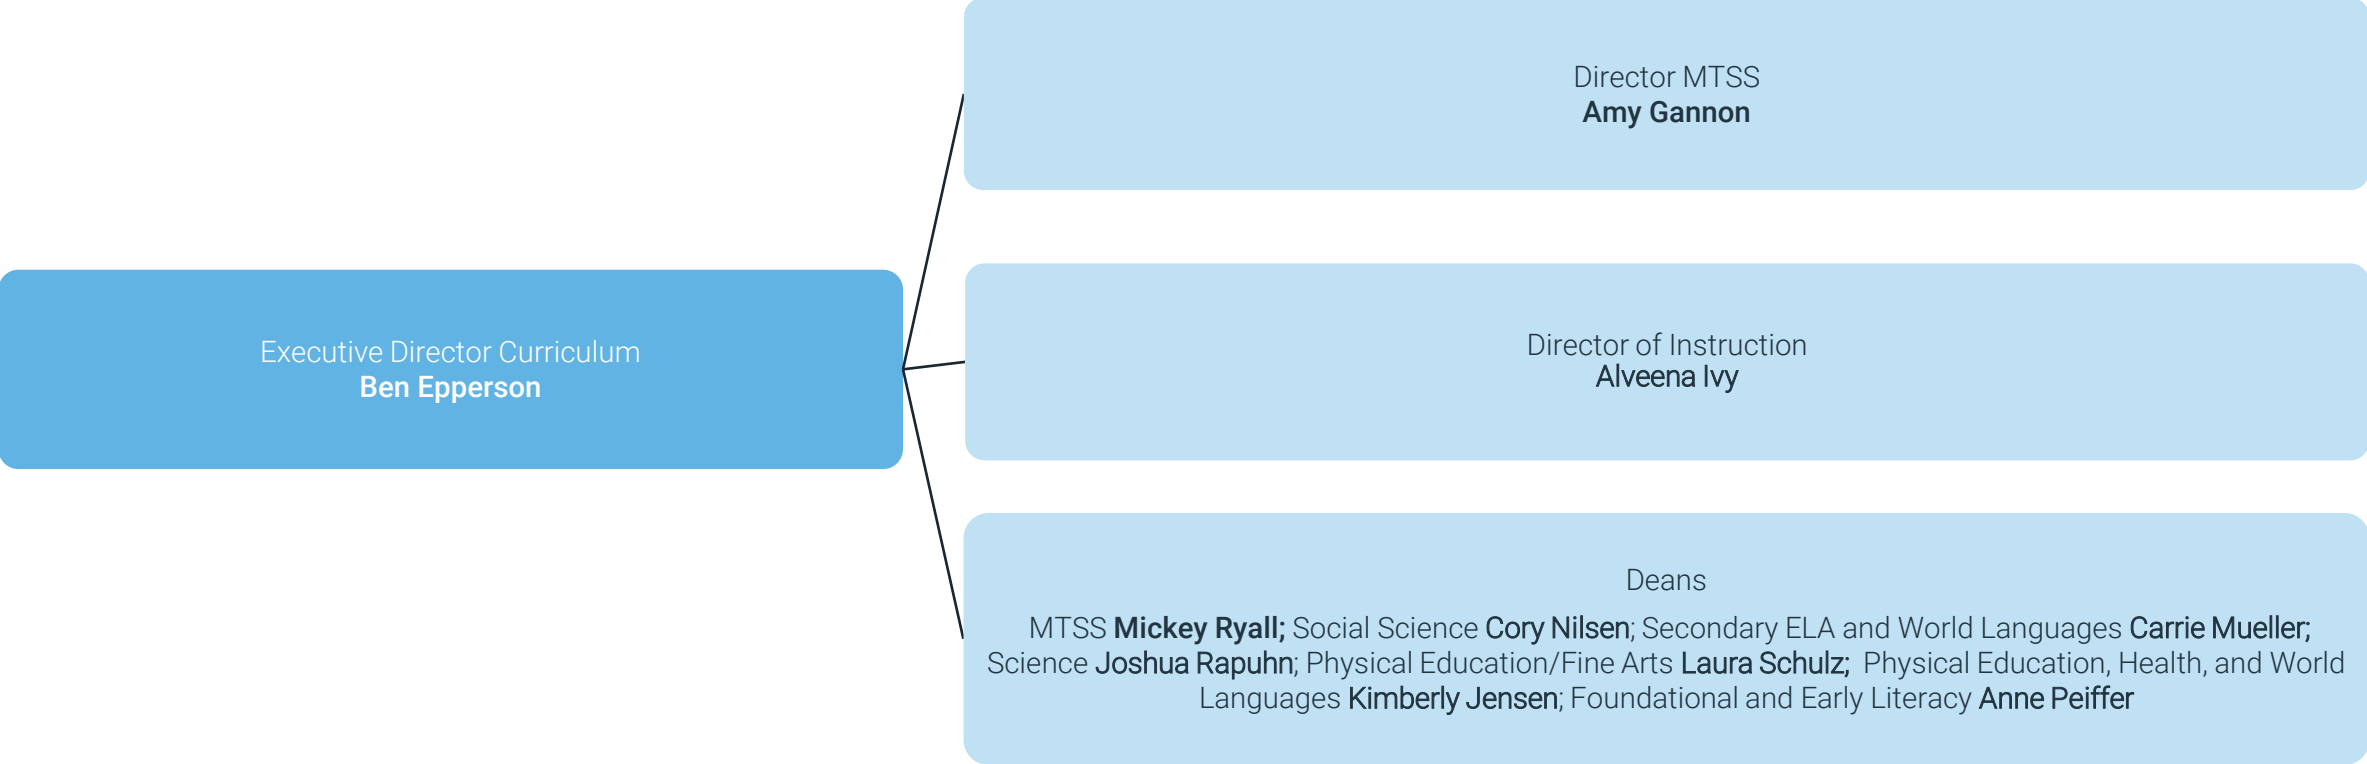 Director MTSS
Amy Gannon
Executive Director Curriculum
Ben Epperson
Director of Instruction
Alveena Ivy
Deans
MTSS Mickey Ryall; Social Science Cory Nilsen; Secondary ELA and World Languages Carrie Mueller;
Science Joshua Rapuhn; Physical Education/Fine Arts Laura Schulz; Physical Education, Health, and World
Languages Kimberly Jensen; Foundational and Early Literacy Anne Peiffer